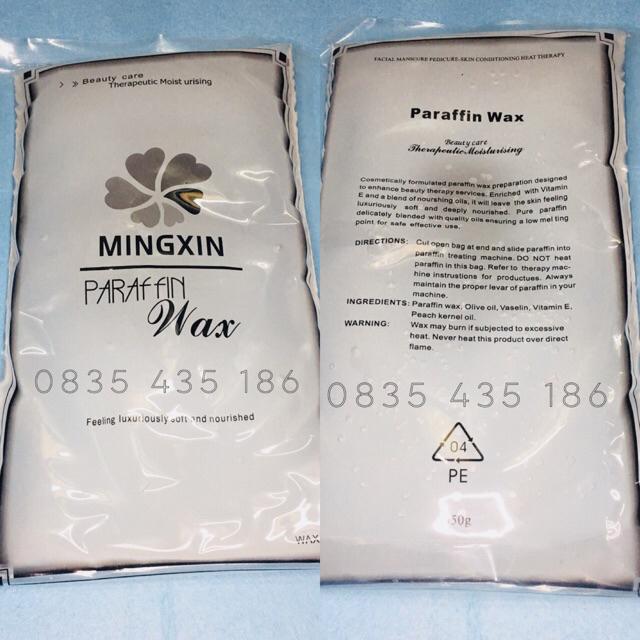 > » Beauty care
Therapeutic Moist urising
MINGXIN
PARAffIN
Wax
0835 435 186
Feeling luxuriously soft and nourished
WAX
FACIAL MANSCURE PEDICURE-SKIN CONDITIONING HEAT THERAPY
Paraffin Wax
Beauty care
Therapeutic Moisturising
Cosmetically formulated paraffin wax preparation designed
to enhance beauty therapy services. Enriched with Vitamin
E and a blend of nourshing oils, it will leave the skin feeling
luxuriously soft and deeply nourished. Pure paraffin
delicately blended with quality oils ensuring a low mel ting
point for safe effective use.
DIRECTIONS: Cut open bag at end and slide paraffin into
paraffin treating machine. DO NOT heat
paraffin in this bag. Refer to therapy mac-
hine instrustions for productues. Always
maintain the proper levar of paraffin in your
machine.
INGREDIENTS: Paraffin wax, Olive oil, Vaselin, Vitamin E,
Peach kernel oil.
WARNING: Wax may burn if subjected to excessive
heat. Never heat this product over direct
flame.
0835 435 186
04
PE
50g